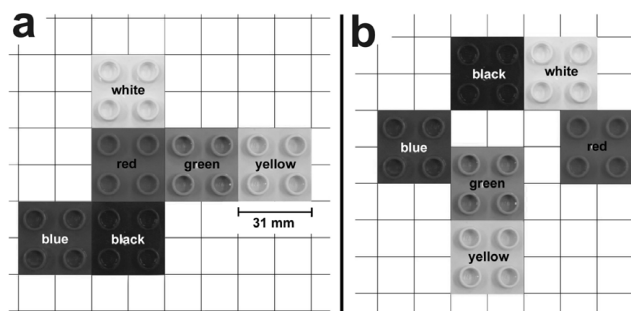 a
white
red green yellow
31 mm
blue black
b
black white
blue red
green
yellow